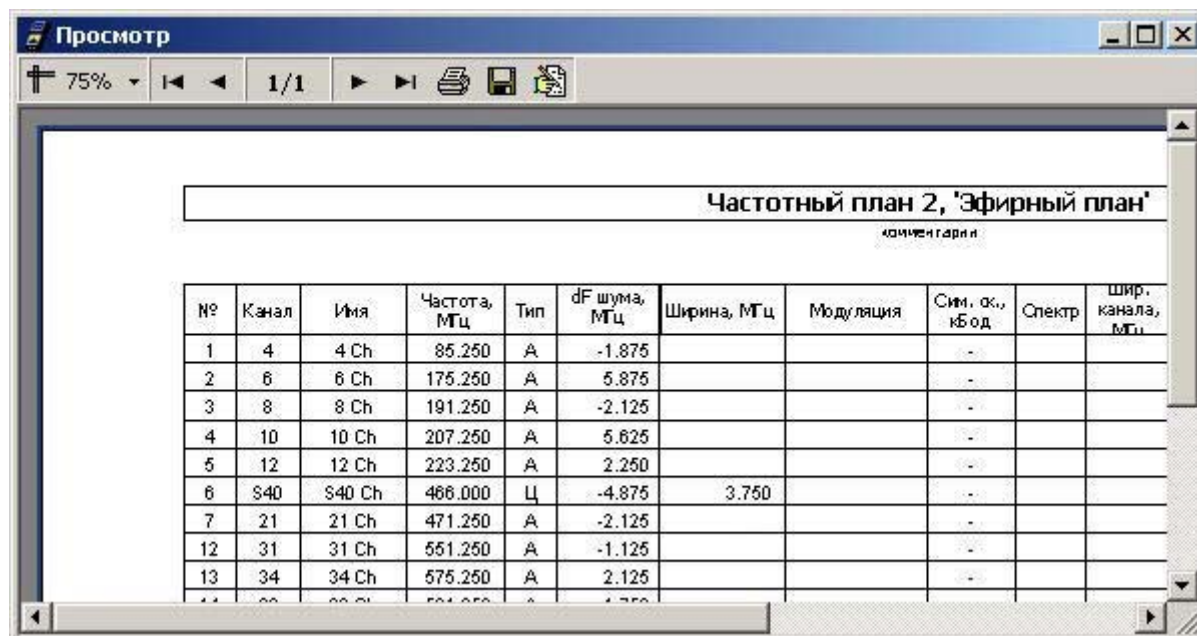 Просмотр
75% 1/1
Частотный план 2, 'Эфирный план'
комментарии
№ Канал Имя Частота, МГц Тип dF шума, МГц Ширина, МГц Модуляция Сим. ск., кБод Спектр Шир. канала, МГц
1 4 4 Ch 85.250 А -1.875 -
2 6 6 Ch 175.250 А 5.875 -
3 8 8 Ch 191.250 А -2.125 -
4 10 10 Ch 207.250 А 5.625 -
5 12 12 Ch 223.250 А 2.250 -
6 S40 S40 Ch 466.000 Ц -4.875 3.750 -
7 21 21 Ch 471.250 А -2.125 -
12 31 31 Ch 551.250 А -1.125 -
13 34 34 Ch 575.250 А 2.125 -